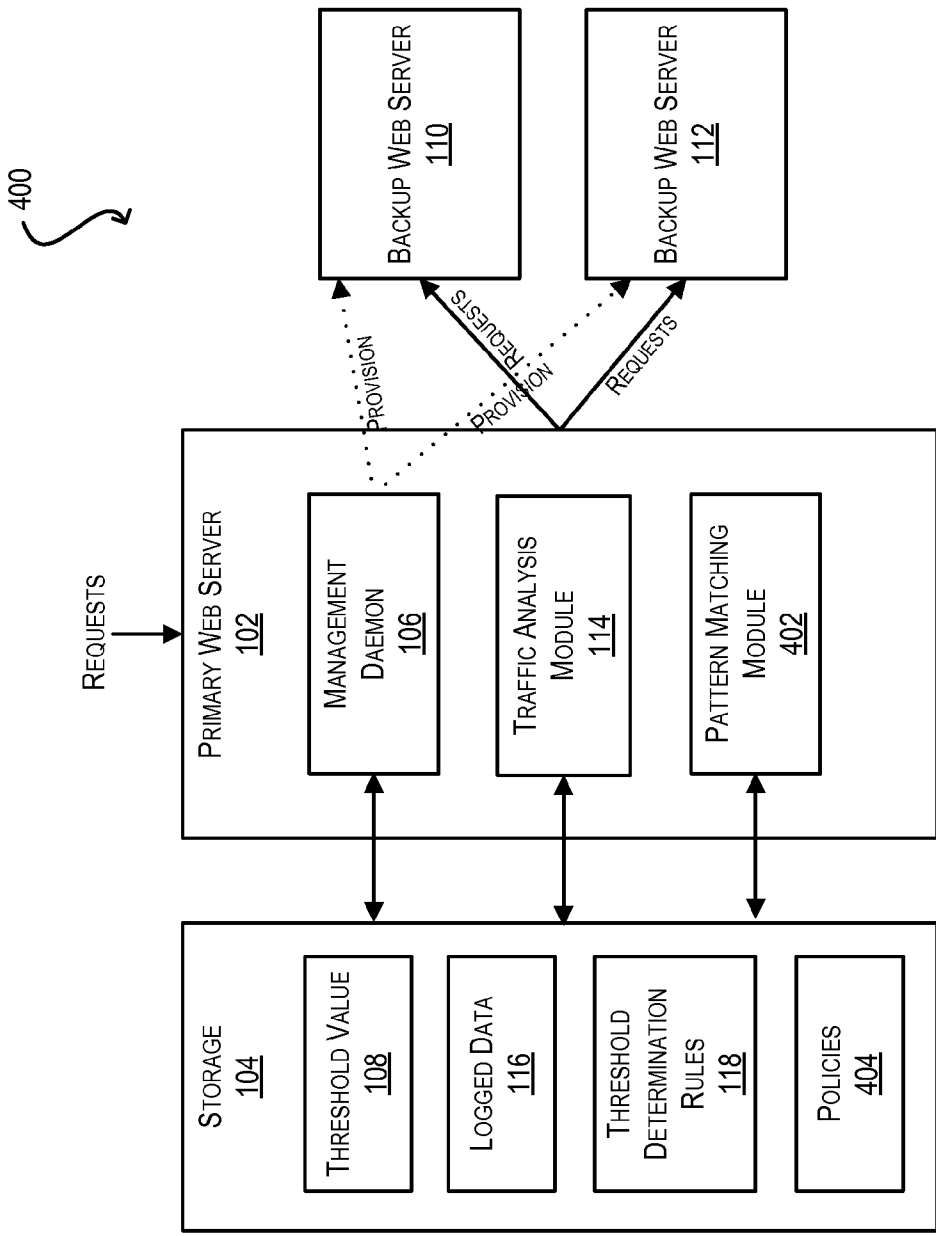 400
REQUESTS
STORAGE
104
THRESHOLD VALUE
108
LOGGED DATA
116
THRESHOLD
DETERMINATION
RULES
118
POLICIES
404
PRIMARY WEB SERVER
102
MANAGEMENT
DAEMON
106
TRAFFIC ANALYSIS
MODULE
114
PATTERN MATCHING
MODULE
402
PROVISION
REQUESTS
PROVISION
REQUESTS
BACKUP WEB SERVER
110
BACKUP WEB SERVER
112